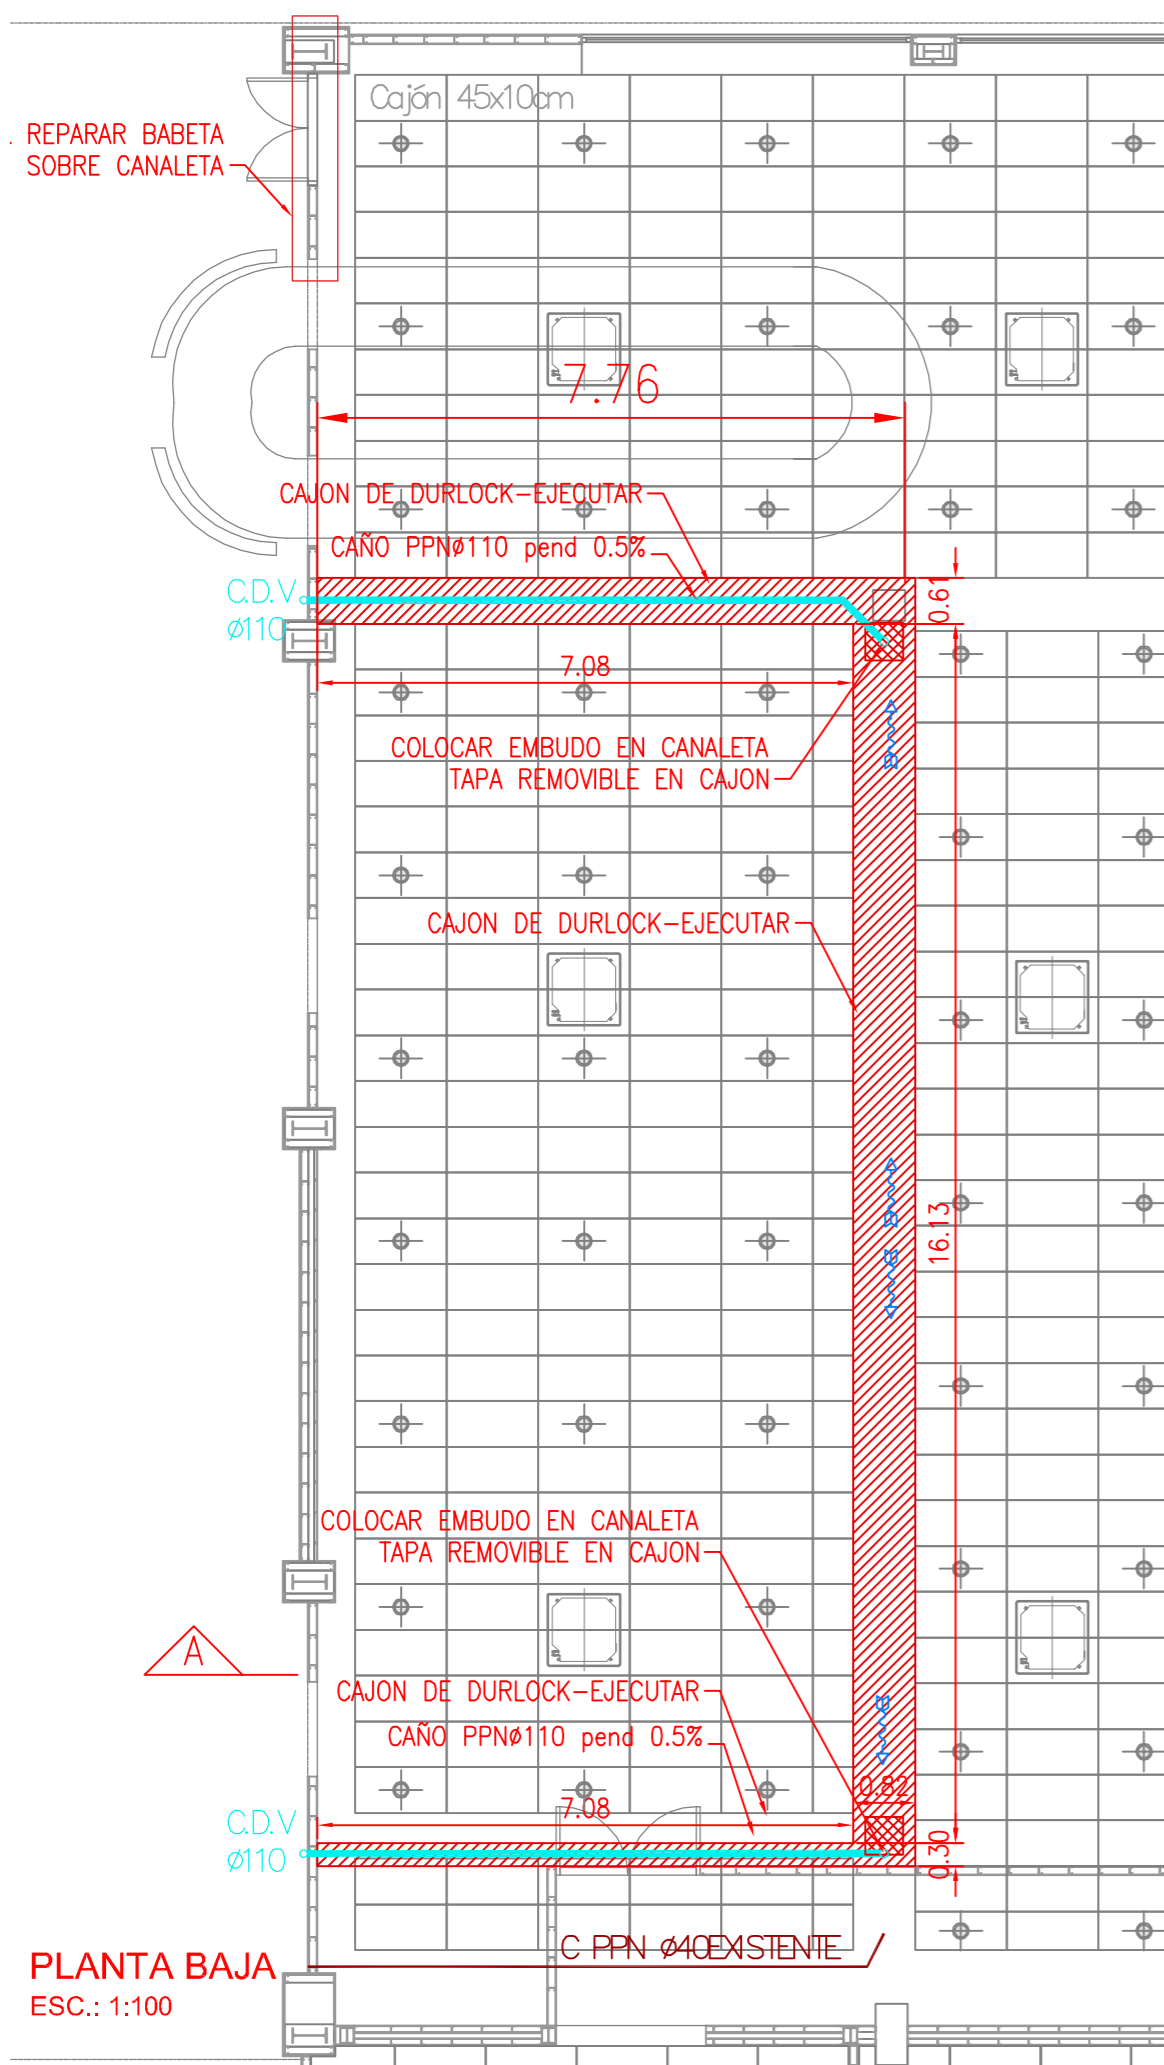 Cajón 45x10cm
. REPARAR BABETA
SOBRE CANALETA
7.76
CAJON DE DURLOCK-EJECUTAR
CAÑO PPNØ110 pend 0.5%
C.D.V
Ø110
0.61
7.08
COLOCAR EMBUDO EN CANALETA
TAPA REMOVIBLE EN CAJON
CAJON DE DURLOCK-EJECUTAR
16.13
COLOCAR EMBUDO EN CANALETA
TAPA REMOVIBLE EN CAJON
A
CAJON DE DURLOCK-EJECUTAR
CAÑO PPNØ110 pend 0.5%
0.82
7.08
C.D.V
Ø110
0.30
C PPN Ø40EXISTENTE
PLANTA BAJA
ESC.: 1:100